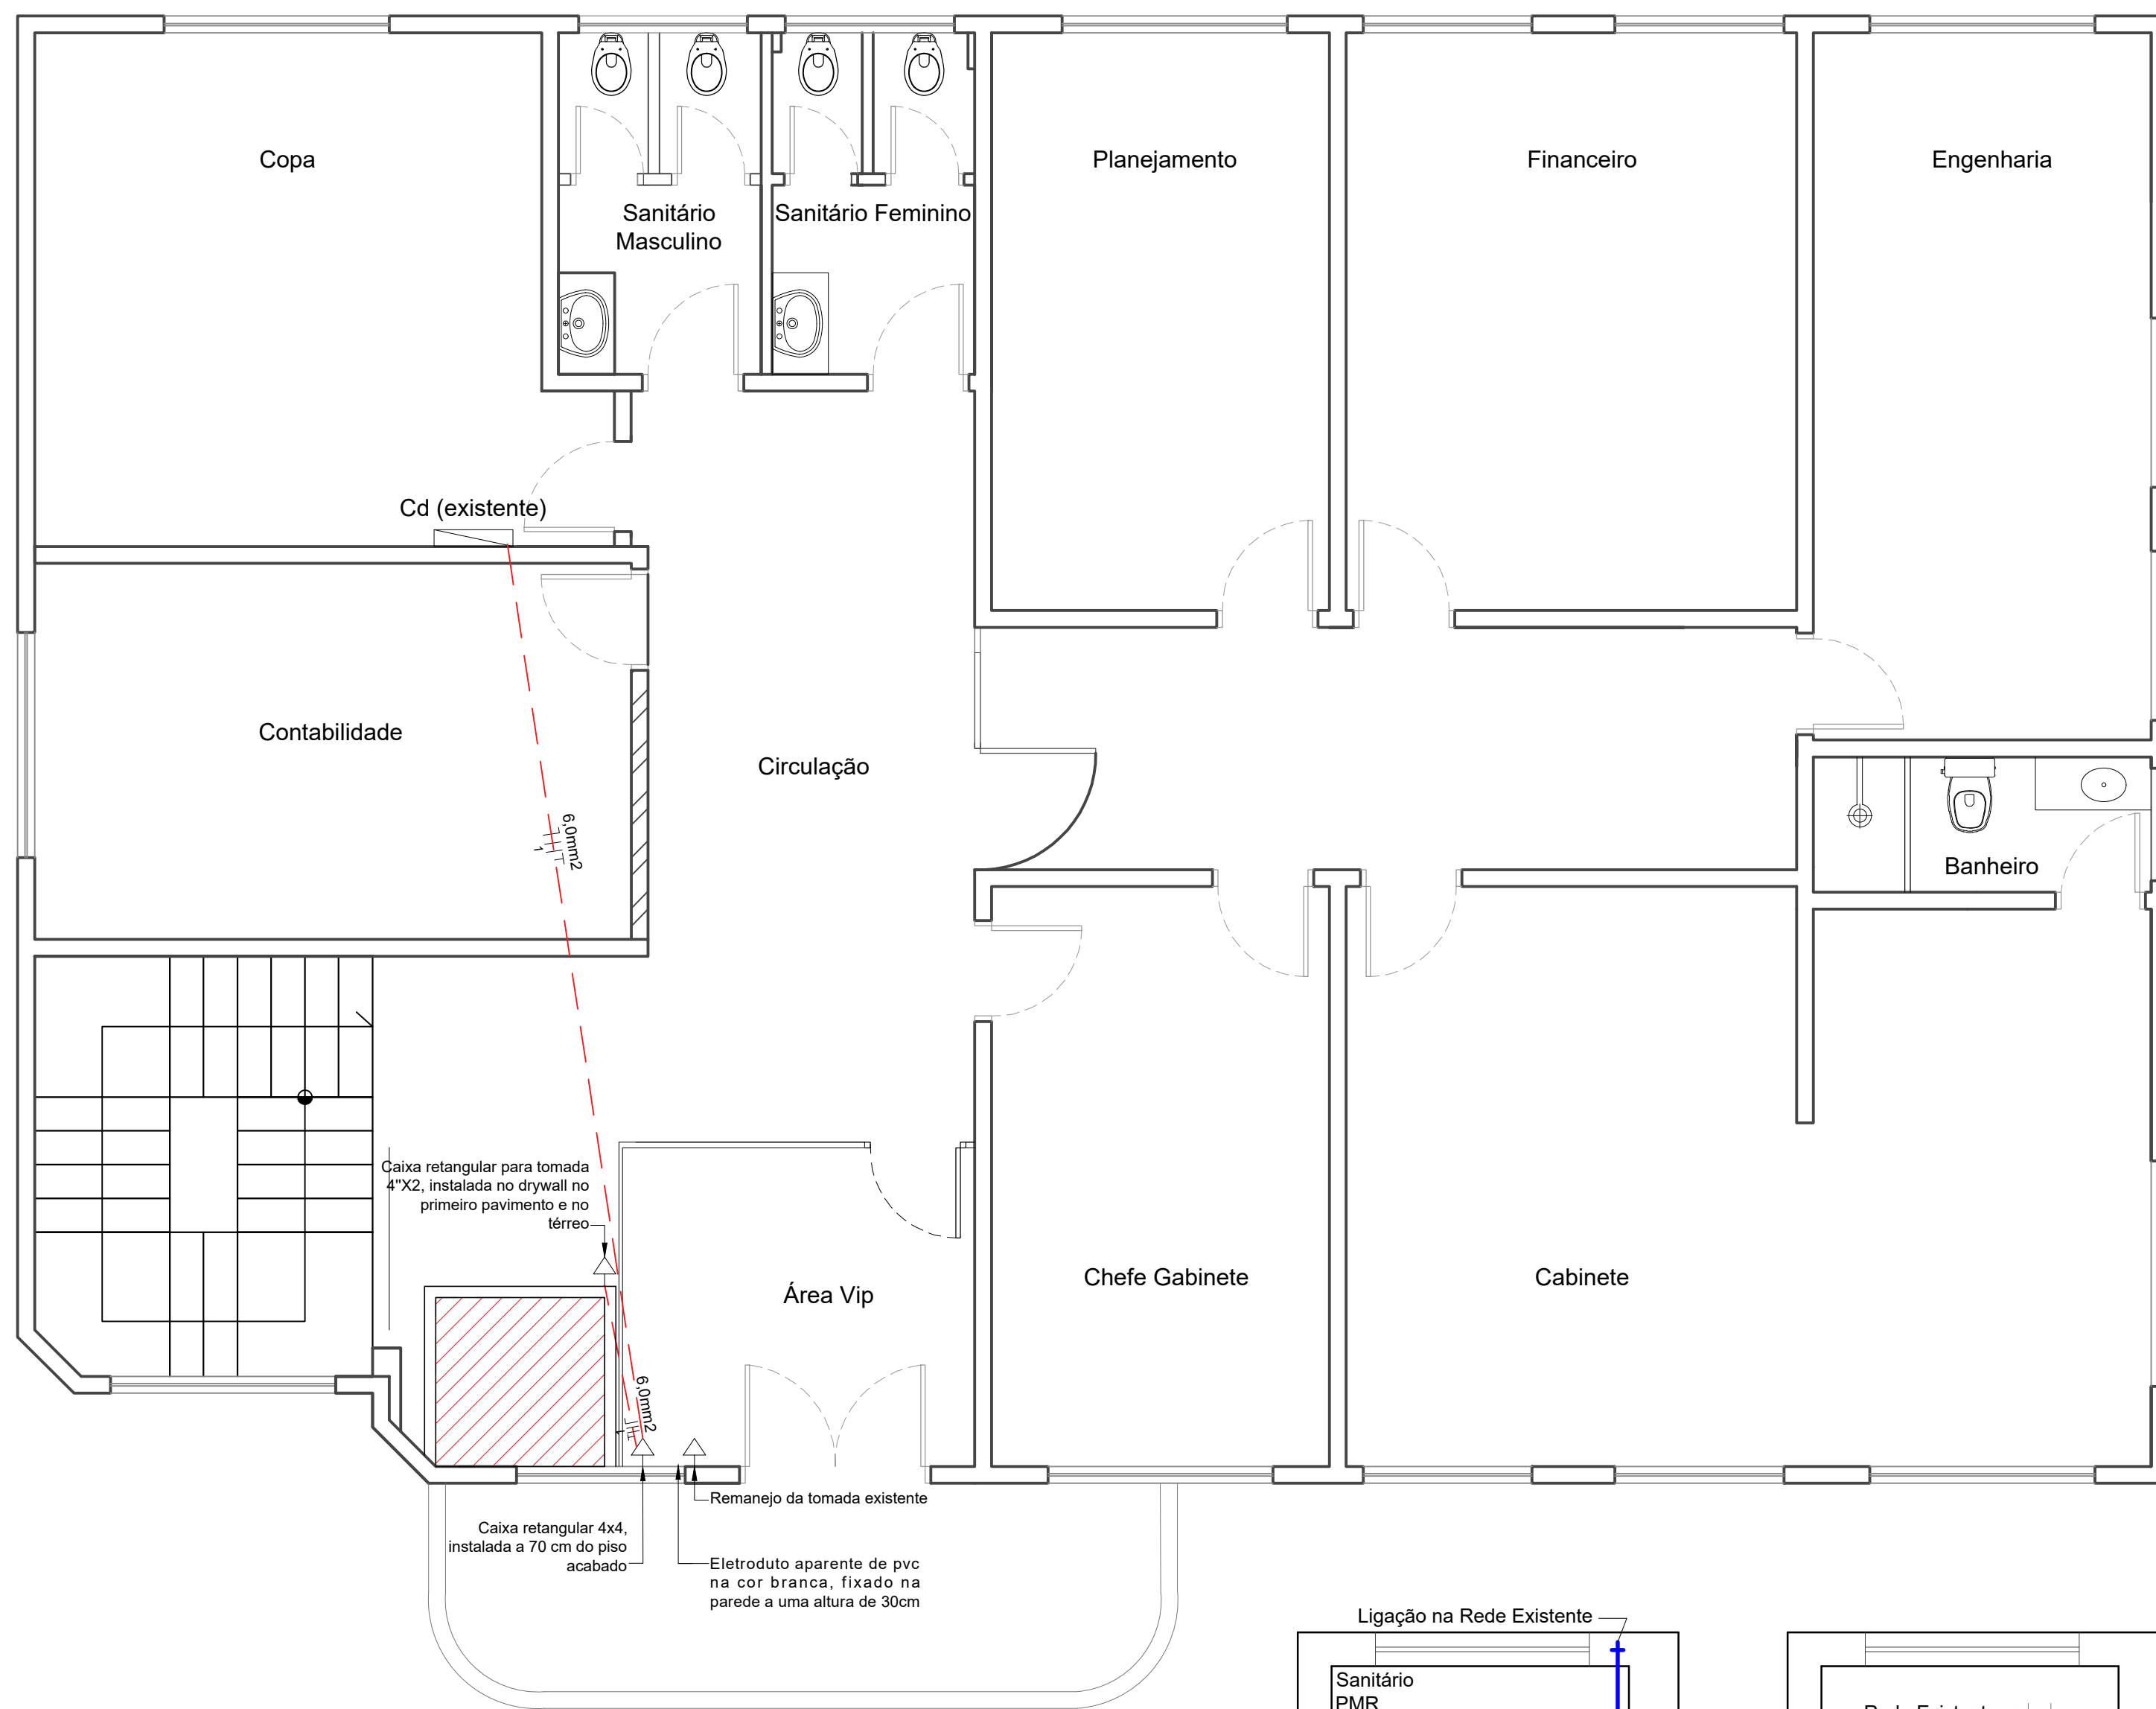 Copa
Sanitário
Masculino
Sanitário Feminino
Planejamento
Financeiro
Engenharia
Cd (existente)
Contabilidade
Circulação
6,0mm2
1
Banheiro
Caixa retangular para tomada
4"X2, instalada no drywall no
primeiro pavimento e no
térreo
Área Vip
Chefe Gabinete
Cabinete
6,0mm2
1
Remanejo da tomada existente
Caixa retangular 4x4,
instalada a 70 cm do piso
acabado
Eletroduto aparente de pvc
na cor branca, fixado na
parede a uma altura de 30cm
Ligação na Rede Existente
Sanitário
PMR